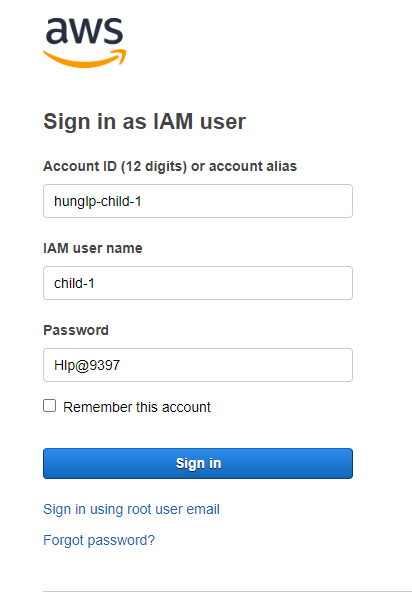 aws
Sign in as IAM user
Account ID (12 digits) or account alias
hunglp-child-1
IAM user name
child-1
Password
Hlp@9397
Remember this account
Sign in
Sign in using root user email
Forgot password?